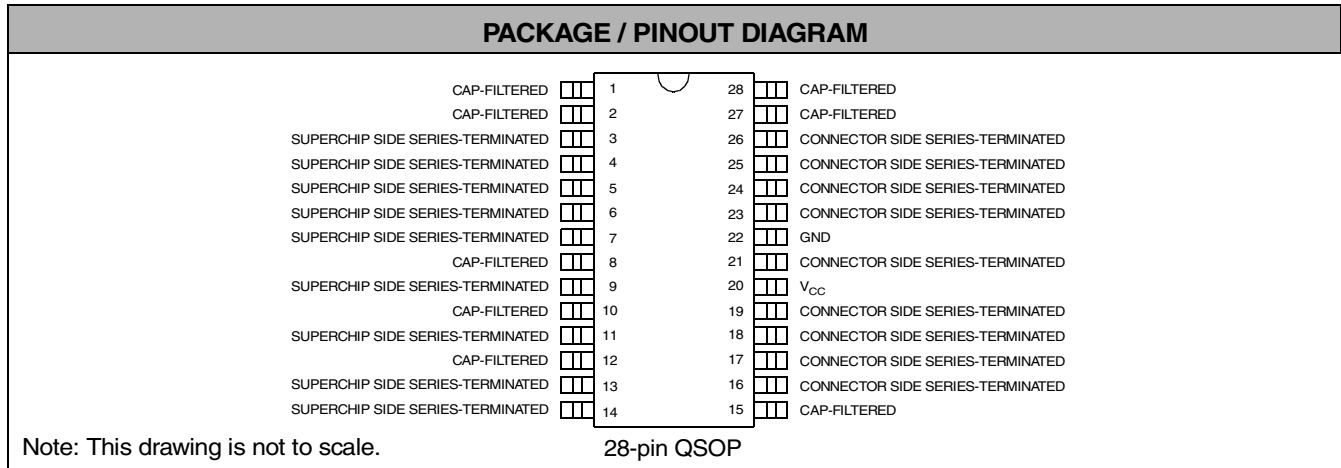 PACKAGE / PINOUT DIAGRAM
CAP-FILTERED 1 28 CAP-FILTERED
CAP-FILTERED 2 27 CAP-FILTERED
SUPERCHIP SIDE SERIES-TERMINATED 3 26 CONNECTOR SIDE SERIES-TERMINATED
SUPERCHIP SIDE SERIES-TERMINATED 4 25 CONNECTOR SIDE SERIES-TERMINATED
SUPERCHIP SIDE SERIES-TERMINATED 5 24 CONNECTOR SIDE SERIES-TERMINATED
SUPERCHIP SIDE SERIES-TERMINATED 6 23 CONNECTOR SIDE SERIES-TERMINATED
SUPERCHIP SIDE SERIES-TERMINATED 7 22 GND
CAP-FILTERED 8 21 CONNECTOR SIDE SERIES-TERMINATED
SUPERCHIP SIDE SERIES-TERMINATED 9 20 VCC
CAP-FILTERED 10 19 CONNECTOR SIDE SERIES-TERMINATED
SUPERCHIP SIDE SERIES-TERMINATED 11 18 CONNECTOR SIDE SERIES-TERMINATED
CAP-FILTERED 12 17 CONNECTOR SIDE SERIES-TERMINATED
SUPERCHIP SIDE SERIES-TERMINATED 13 16 CONNECTOR SIDE SERIES-TERMINATED
SUPERCHIP SIDE SERIES-TERMINATED 14 15 CAP-FILTERED
Note: This drawing is not to scale. 28-pin QSOP